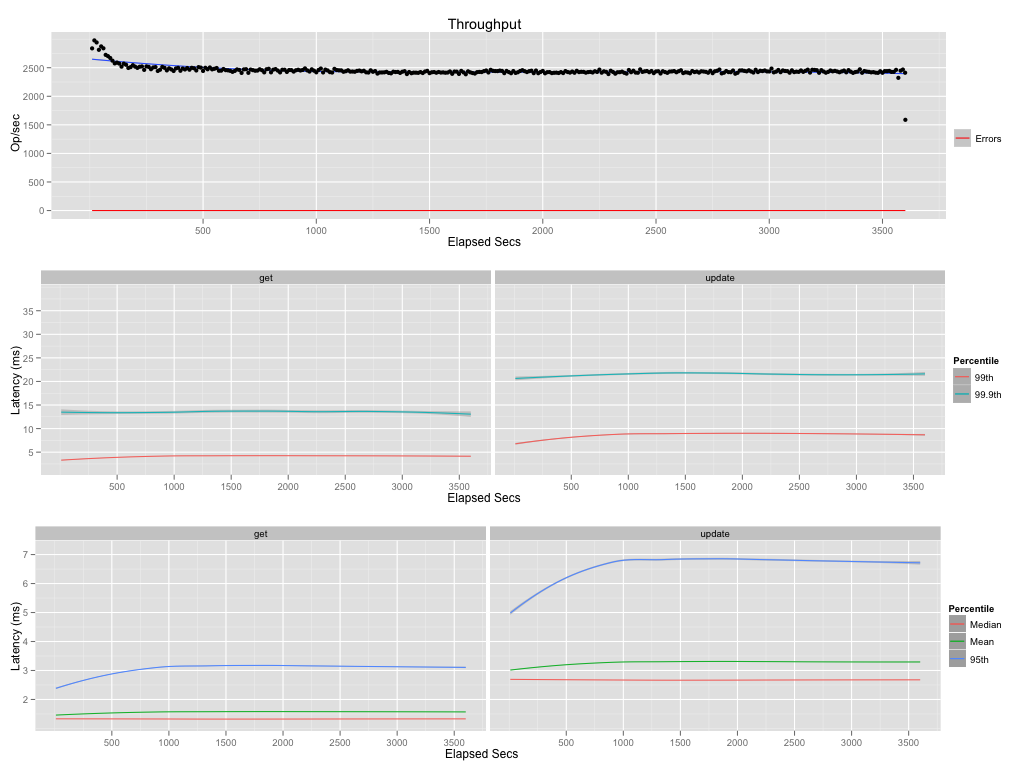 Throughput
2500
2000
1500
1000
500
0
Op/sec
500 1000 1500 2000 2500 3000 3500
Elapsed Secs
Errors
get update
35
30
25
20
15
10
5
Latency (ms)
500 1000 1500 2000 2500 3000 3500 500 1000 1500 2000 2500 3000 3500
Elapsed Secs
Percentile
99th
99.9th
get update
7
6
5
4
3
2
Latency (ms)
500 1000 1500 2000 2500 3000 3500 500 1000 1500 2000 2500 3000 3500
Elapsed Secs
Percentile
Median
Mean
95th